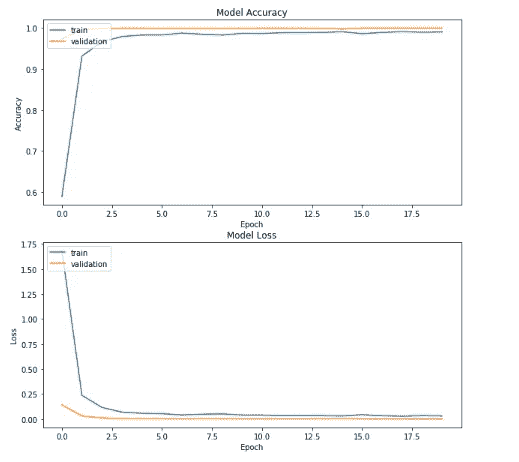 Model Accuracy
train
validation
1.0
0.9
0.8
0.7
0.6
Accuracy
0.0 2.5 5.0 7.5 10.0 12.5 15.0 17.5
Epoch
Model Loss
train
validation
1.75
1.50
1.25
1.00
0.75
0.50
0.25
0.00
Loss
0.0 2.5 5.0 7.5 10.0 12.5 15.0 17.5
Epoch